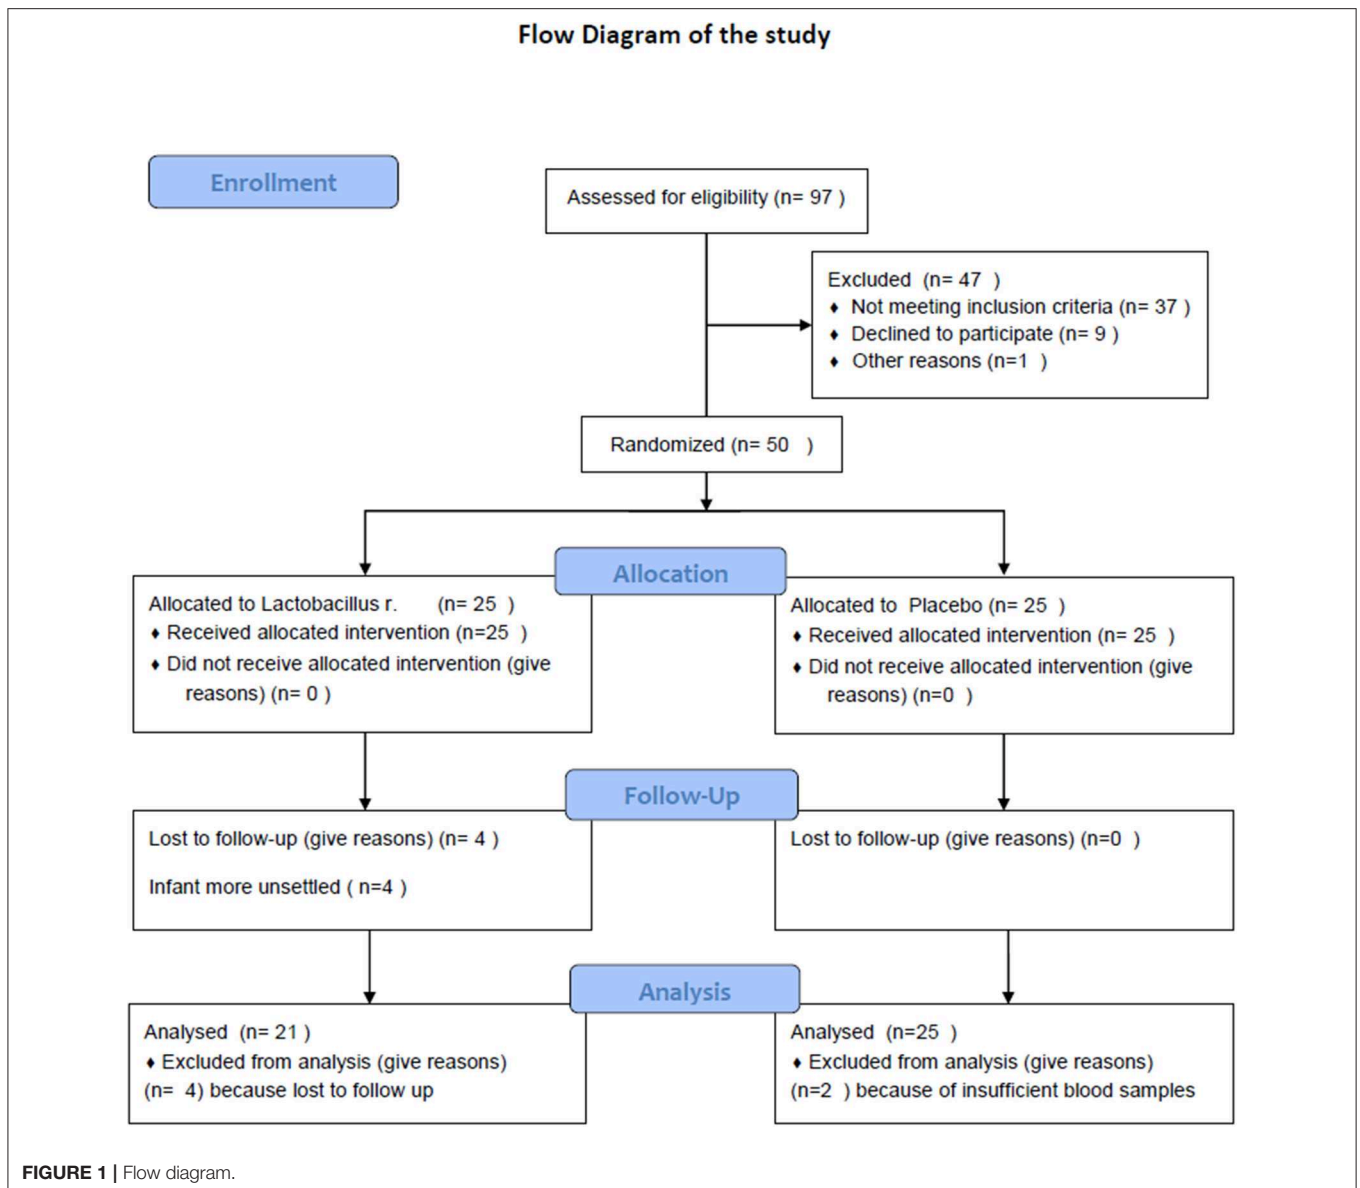 Flow Diagram of the study
Enrollment
Assessed for eligibility (n= 97 )
Excluded (n= 47 )
♦ Not meeting inclusion criteria (n= 37 )
♦ Declined to participate (n= 9 )
♦ Other reasons (n=1 )
Randomized (n= 50 )
Allocation
Allocated to Lactobacillus r. (n= 25 )
♦ Received allocated intervention (n=25 )
♦ Did not receive allocated intervention (give
reasons) (n= 0 )
Allocated to Placebo (n= 25 )
♦ Received allocated intervention (n= 25 )
♦ Did not receive allocated intervention (give
reasons) (n=0 )
Follow-Up
Lost to follow-up (give reasons) (n= 4 )
Infant more unsettled ( n=4 )
Lost to follow-up (give reasons) (n=0 )
Analysis
Analysed (n= 21 )
♦ Excluded from analysis (give reasons)
(n= 4) because lost to follow up
Analysed (n=25 )
♦ Excluded from analysis (give reasons)
(n=2 ) because of insufficient blood samples
FIGURE 1 | Flow diagram.